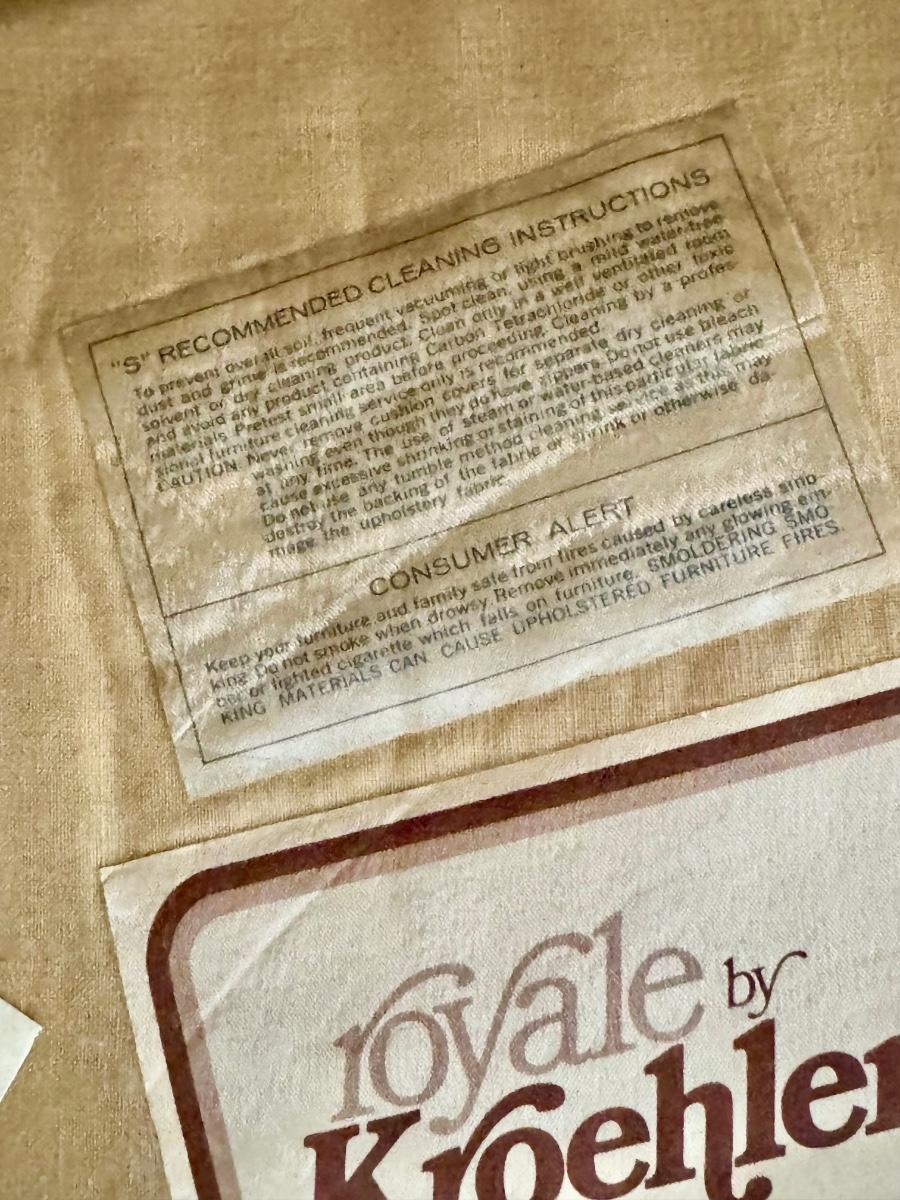 "S" RECOMMENDED CLEANING INSTRUCTIONS
To prevent overall soil, frequent vacuuming or light brushing to remove
dust and grime is recommended. Spot clean, using a mild water-free
solvent or dry cleaning product. Clean only in a well ventilated room
and avoid any product containing Carbon Tetrachloride or other toxic
materials. Pretest small area before proceeding. Cleaning by a profes
sional furniture cleaning service only is recommended.
CAUTION: Never remove cushion covers for separate dry cleaning or
washing even though they do have zippers. Do not use bleach
at any time. The use of steam or water-based cleaners may
cause excessive shrinking or staining of this particular fabric.
Do not use any tumble method cleaning service as this may
destroy the backing of the fabric or shrink or otherwise da-
mage the upholstery fabric.
CONSUMER ALERT
Keep your furniture and family safe from fires caused by careless smo
king. Do not smoke when drowsy. Remove immediately any glowing em-
ber or lighted cigarette which falls on furniture. SMOLDERING SMO
KING MATERIALS CAN CAUSE UPHOLSTERED FURNITURE FIRES.
royale by
Kroehler